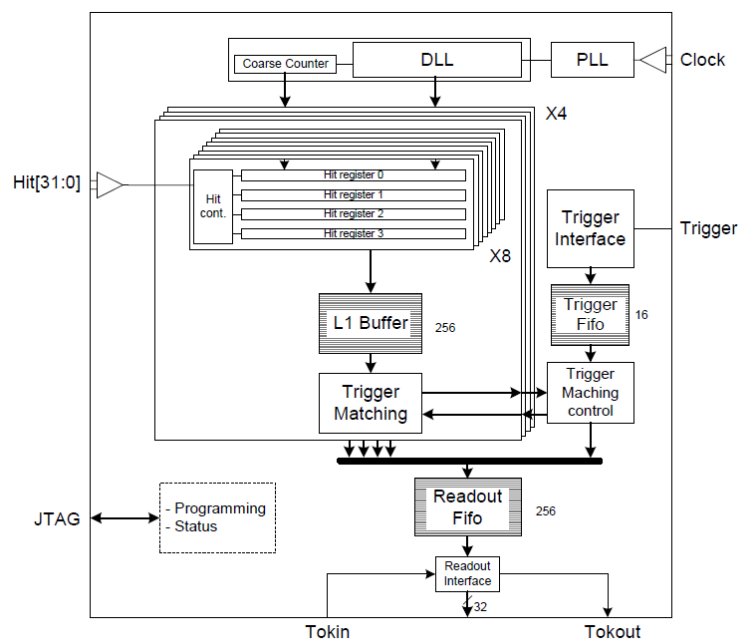 Coarse Counter
DLL
PLL
Clock
X4
Hit[31:0]
Hit
cont.
Hit register 0
Hit register 1
Hit register 2
Hit register 3
X8
Trigger
Interface
Trigger
L1 Buffer
256
Trigger
Fifo
16
Trigger
Matching
Trigger
Maching
control
JTAG
- Programming
- Status
Readout
Fifo
256
Readout
Interface
32
Tokin
Tokout